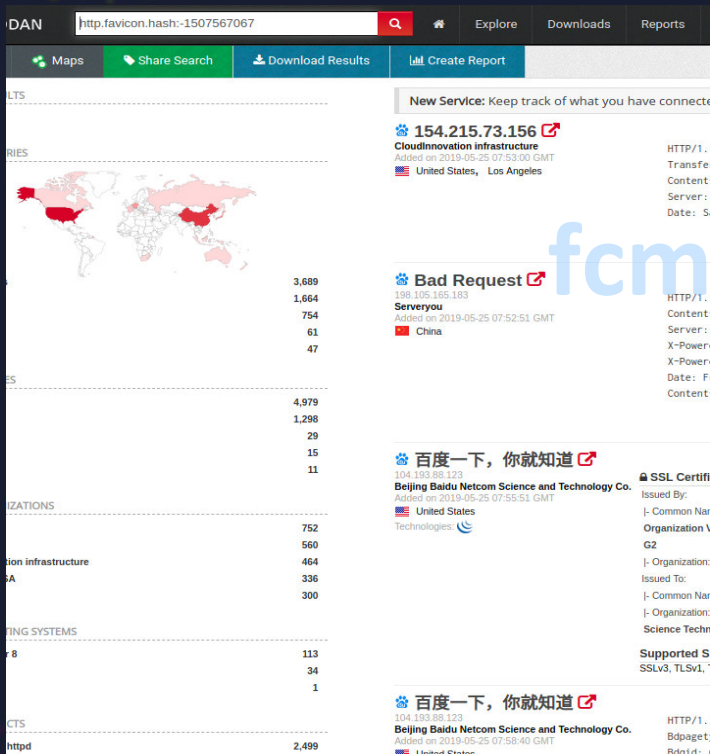 DAN
http.favicon.hash:-1507567067
Explore
Downloads
Reports
Maps
Share Search
Download Results
Create Report
LTS
RIES
3,689
1,664
754
61
47
ES
4,979
1,298
29
15
11
IZATIONS
752
560
tion infrastructure 464
SA 336
300
TING SYSTEMS
r 8 113
34
1
CTS
httpd 2,499
New Service: Keep track of what you have connecte
154.215.73.156
CloudInnovation infrastructure
Added on 2019-05-25 07:53:00 GMT
United States, Los Angeles
HTTP/1.
Transfe
Content
Server:
Date: S
fcm
Bad Request
198.105.165.183
Serveryou
Added on 2019-05-25 07:52:51 GMT
China
HTTP/1.
Content
Server:
X-Power
X-Power
Date: F
Content
百度一下，你就知道
104.193.88.123
Beijing Baidu Netcom Science and Technology Co.
Added on 2019-05-25 07:55:51 GMT
United States
Technologies:
SSL Certifi
Issued By:
|- Common Nar
Organization V
G2
|- Organization:
Issued To:
|- Common Nar
|- Organization:
Science Techn
Supported S
SSLv3, TLSv1,
百度一下，你就知道
104.193.88.123
Beijing Baidu Netcom Science and Technology Co.
Added on 2019-05-25 07:58:40 GMT
United States
HTTP/1.
Bdpagety
Bdqid: